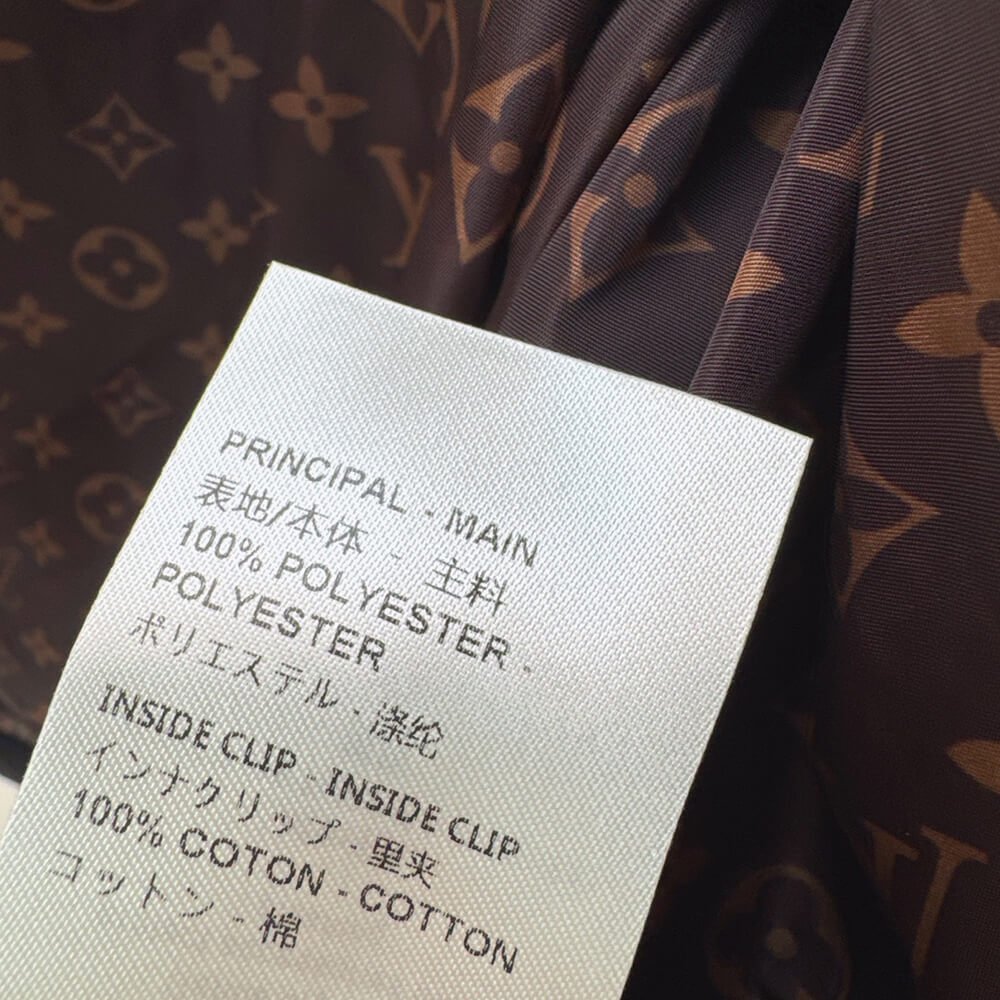 PRINCIPAL - MAIN
表地/本体 - 主料
100% POLYESTER -
POLYESTER
ポリエステル - 涤纶
INSIDE CLIP - INSIDE CLIP
インナクリップ - 里夹
100% COTON - COTTON
コットン - 棉